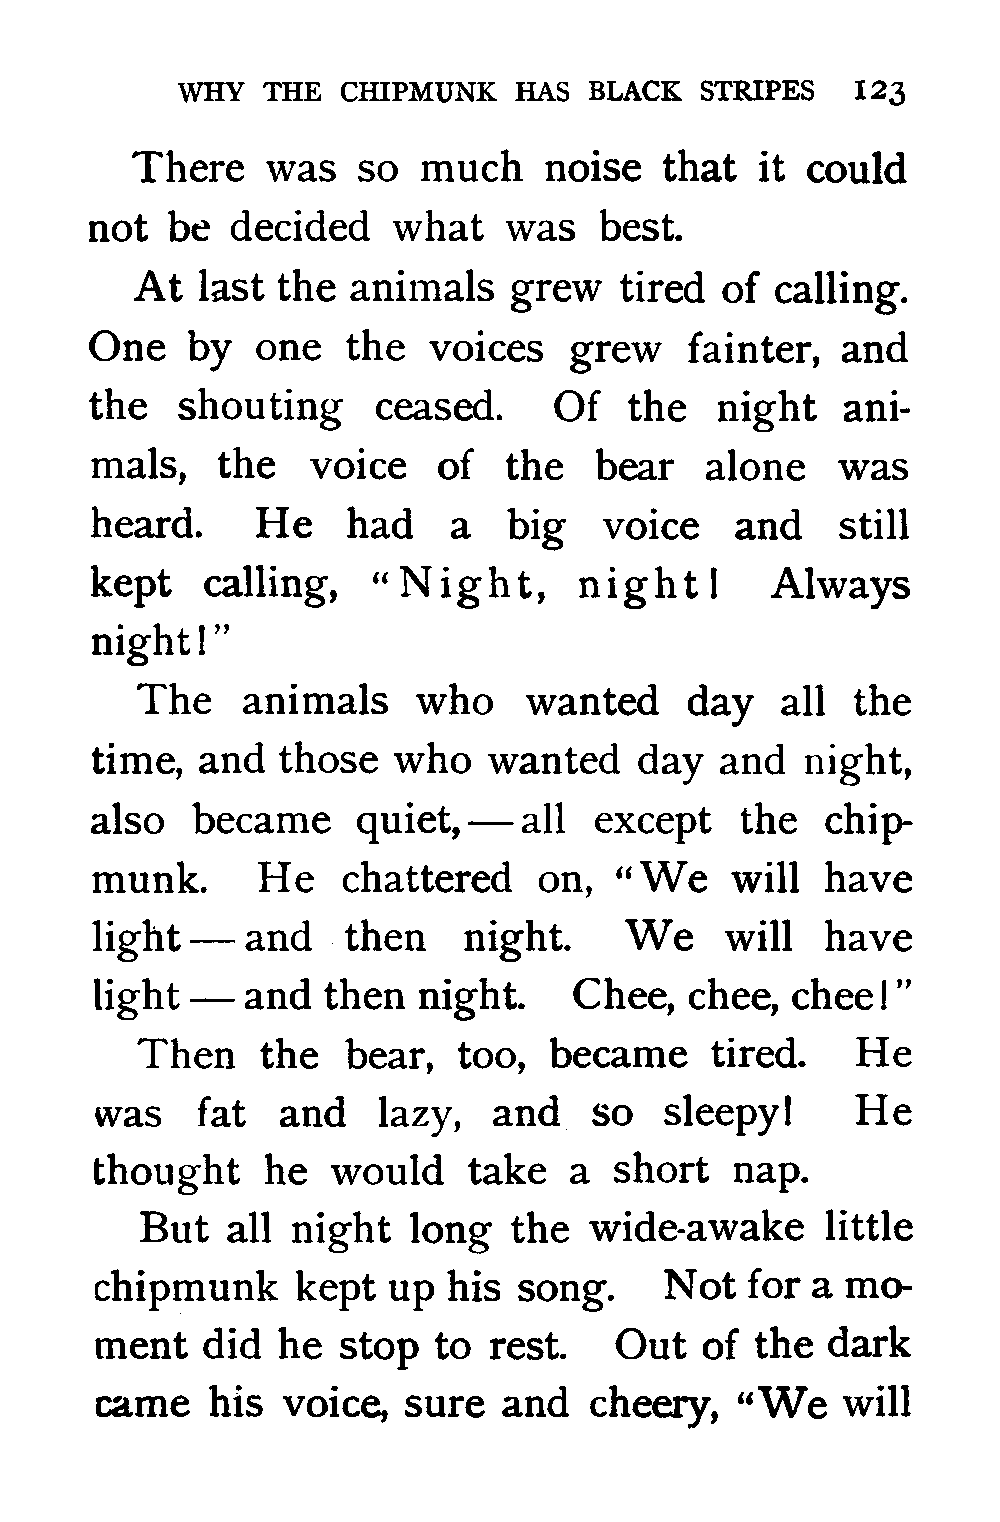 WHY THE CHIPMUNK HAS BLACK STRIPES 123
There was so much noise that it could
not be decided what was best.
At last the animals grew tired of calling.
One by one the voices grew fainter, and
the shouting ceased. Of the night ani-
mals, the voice of the bear alone was
heard. He had a big voice and still
kept calling, “Night, night! Always
night!”
The animals who wanted day all the
time, and those who wanted day and night,
also became quiet,—all except the chip-
munk. He chattered on, “We will have
light — and then night. We will have
light — and then night. Chee, chee, chee!”
Then the bear, too, became tired. He
was fat and lazy, and so sleepy! He
thought he would take a short nap.
But all night long the wide-awake little
chipmunk kept up his song. Not for a mo-
ment did he stop to rest. Out of the dark
came his voice, sure and cheery, “We will